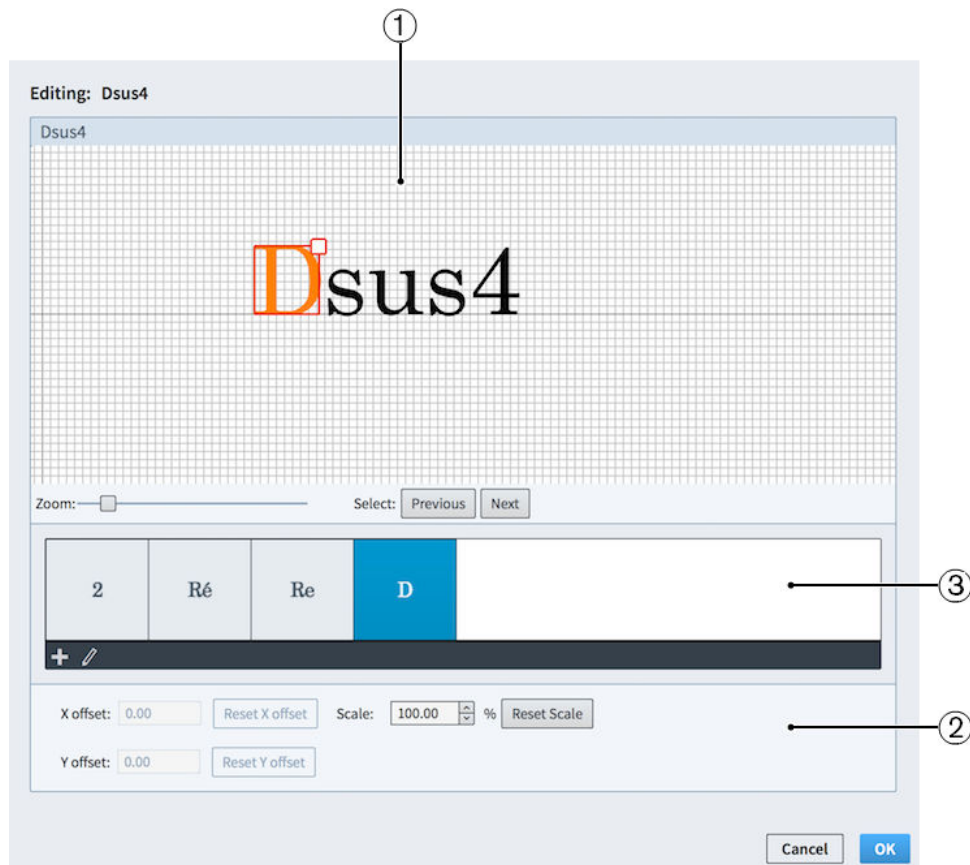 ①
Editing: Dsus4
Dsus4
Dsus4
Zoom: Select: Previous Next
2 Ré Re D
③
X offset: 0.00 Reset X offset Scale: 100.00 % Reset Scale
②
Y offset: 0.00 Reset Y offset
Cancel OK